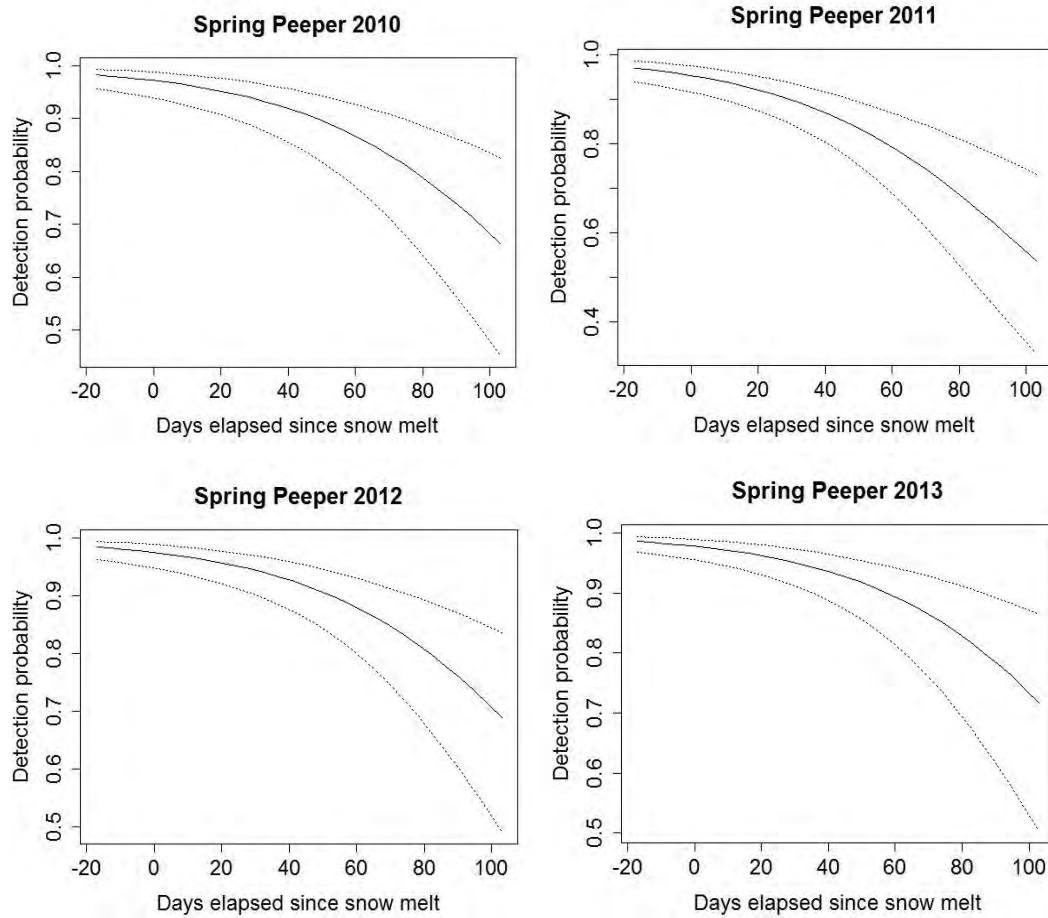 Spring Peeper 2010
Detection probability
1.0
0.9
0.8
0.7
0.6
0.5
-20 0 20 40 60 80 100
Days elapsed since snow melt
Spring Peeper 2011
Detection probability
1.0
0.8
0.6
0.4
-20 0 20 40 60 80 100
Days elapsed since snow melt
Spring Peeper 2012
Detection probability
1.0
0.9
0.8
0.7
0.6
0.5
-20 0 20 40 60 80 100
Days elapsed since snow melt
Spring Peeper 2013
Detection probability
1.0
0.9
0.8
0.7
0.6
0.5
-20 0 20 40 60 80 100
Days elapsed since snow melt